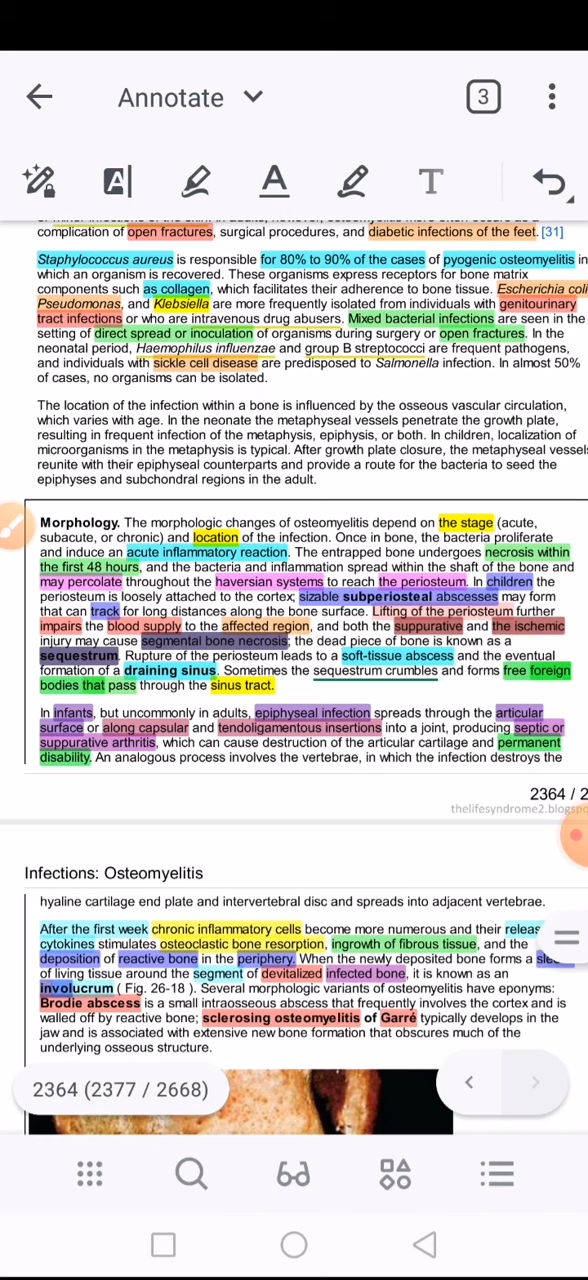 Annotate
3
A
A
T
complication of open fractures, surgical procedures, and diabetic infections of the feet. [31]
Staphylococcus aureus is responsible for 80% to 90% of the cases of pyogenic osteomyelitis in
which an organism is recovered. These organisms express receptors for bone matrix
components such as collagen, which facilitates their adherence to bone tissue. Escherichia coli
Pseudomonas, and Klebsiella are more frequently isolated from individuals with genitourinary
tract infections or who are intravenous drug abusers. Mixed bacterial infections are seen in the
setting of direct spread or inoculation of organisms during surgery or open fractures. In the
neonatal period, Haemophilus influenzae and group B streptococci are frequent pathogens,
and individuals with sickle cell disease are predisposed to Salmonella infection. In almost 50%
of cases, no organisms can be isolated.
The location of the infection within a bone is influenced by the osseous vascular circulation,
which varies with age. In the neonate the metaphyseal vessels penetrate the growth plate,
resulting in frequent infection of the metaphysis, epiphysis, or both. In children, localization of
microorganisms in the metaphysis is typical. After growth plate closure, the metaphyseal vessels
reunite with their epiphyseal counterparts and provide a route for the bacteria to seed the
epiphyses and subchondral regions in the adult.
Morphology. The morphologic changes of osteomyelitis depend on the stage (acute,
subacute, or chronic) and location of the infection. Once in bone, the bacteria proliferate
and induce an acute inflammatory reaction. The entrapped bone undergoes necrosis within
the first 48 hours, and the bacteria and inflammation spread within the shaft of the bone and
may percolate throughout the haversian systems to reach the periosteum. In children the
periosteum is loosely attached to the cortex; sizable subperiosteal abscesses may form
that can track for long distances along the bone surface. Lifting of the periosteum further
impairs the blood supply to the affected region, and both the suppurative and the ischemic
injury may cause segmental bone necrosis; the dead piece of bone is known as a
sequestrum. Rupture of the periosteum leads to a soft-tissue abscess and the eventual
formation of a draining sinus. Sometimes the sequestrum crumbles and forms free foreign
bodies that pass through the sinus tract.
In infants, but uncommonly in adults, epiphyseal infection spreads through the articular
surface or along capsular and tendoligamentous insertions into a joint, producing septic or
suppurative arthritis, which can cause destruction of the articular cartilage and permanent
disability. An analogous process involves the vertebrae, in which the infection destroys the
2364 / 2
thelifesyndrome2.blogsp
Infections: Osteomyelitis
hyaline cartilage end plate and intervertebral disc and spreads into adjacent vertebrae.
After the first week chronic inflammatory cells become more numerous and their releas
cytokines stimulates osteoclastic bone resorption, ingrowth of fibrous tissue, and the
deposition of reactive bone in the periphery. When the newly deposited bone forms a slee
of living tissue around the segment of devitalized infected bone, it is known as an
involucrum ( Fig. 26-18 ). Several morphologic variants of osteomyelitis have eponyms:
Brodie abscess is a small intraosseous abscess that frequently involves the cortex and is
walled off by reactive bone; sclerosing osteomyelitis of Garré typically develops in the
jaw and is associated with extensive new bone formation that obscures much of the
underlying osseous structure.
2364 (2377 / 2668)